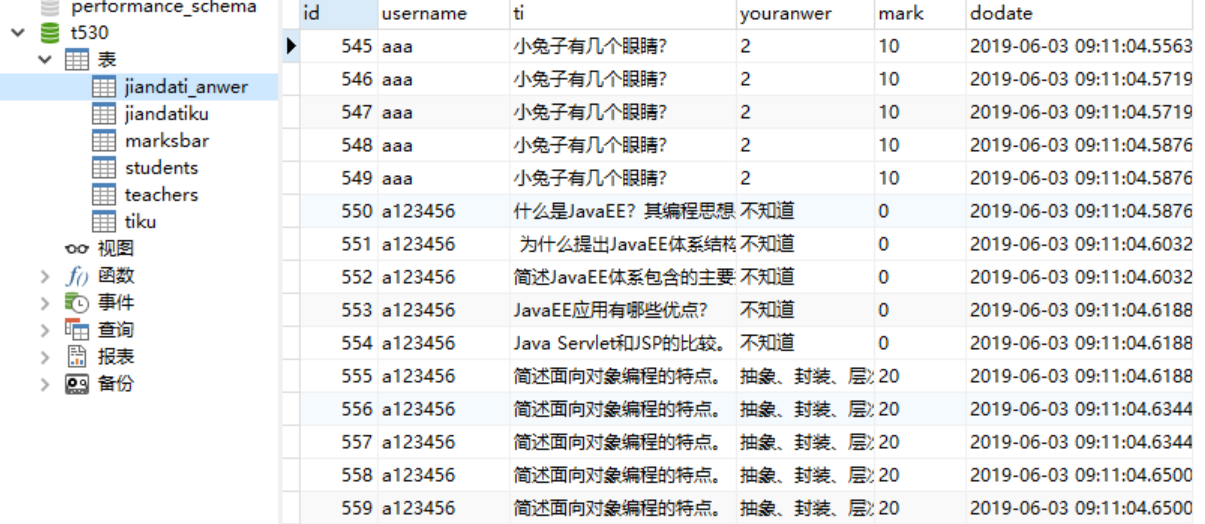 performance_schema
t530
表
jiandati_anwer
jiandatiku
marksbar
students
teachers
tiku
视图
函数
事件
查询
报表
备份
id username ti youranwer mark dodate
545 aaa 小兔子有几个眼睛? 2 10 2019-06-03 09:11:04.5563
546 aaa 小兔子有几个眼睛? 2 10 2019-06-03 09:11:04.5719
547 aaa 小兔子有几个眼睛? 2 10 2019-06-03 09:11:04.5719
548 aaa 小兔子有几个眼睛? 2 10 2019-06-03 09:11:04.5876
549 aaa 小兔子有几个眼睛? 2 10 2019-06-03 09:11:04.5876
550 a123456 什么是JavaEE？其编程思想 不知道 0 2019-06-03 09:11:04.5876
551 a123456 为什么提出JavaEE体系结构 不知道 0 2019-06-03 09:11:04.6032
552 a123456 简述JavaEE体系包含的主要 不知道 0 2019-06-03 09:11:04.6032
553 a123456 JavaEE应用有哪些优点？ 不知道 0 2019-06-03 09:11:04.6188
554 a123456 Java Servlet和JSP的比较。 不知道 0 2019-06-03 09:11:04.6188
555 a123456 简述面向对象编程的特点。 抽象、封装、层 20 2019-06-03 09:11:04.6188
556 a123456 简述面向对象编程的特点。 抽象、封装、层 20 2019-06-03 09:11:04.6344
557 a123456 简述面向对象编程的特点。 抽象、封装、层 20 2019-06-03 09:11:04.6344
558 a123456 简述面向对象编程的特点。 抽象、封装、层 20 2019-06-03 09:11:04.6500
559 a123456 简述面向对象编程的特点。 抽象、封装、层 20 2019-06-03 09:11:04.6500